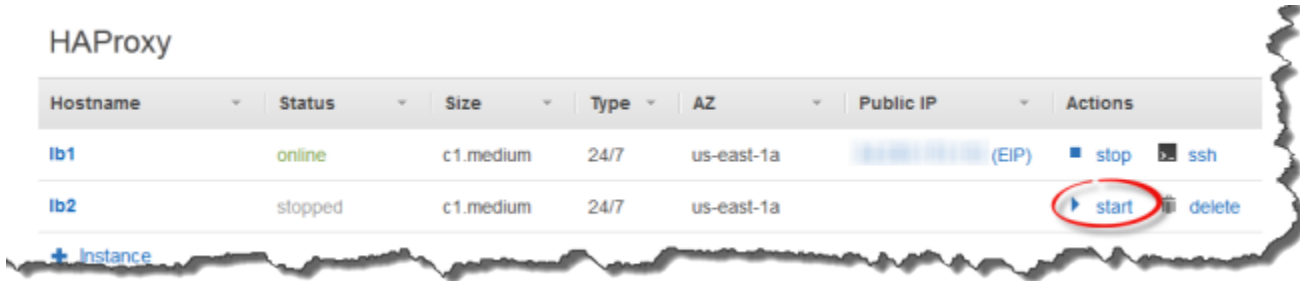 HAProxy
Hostname Status Size Type AZ Public IP Actions
lb1 online c1.medium 24/7 us-east-1a (EIP) stop ssh
lb2 stopped c1.medium 24/7 us-east-1a start delete
Instance